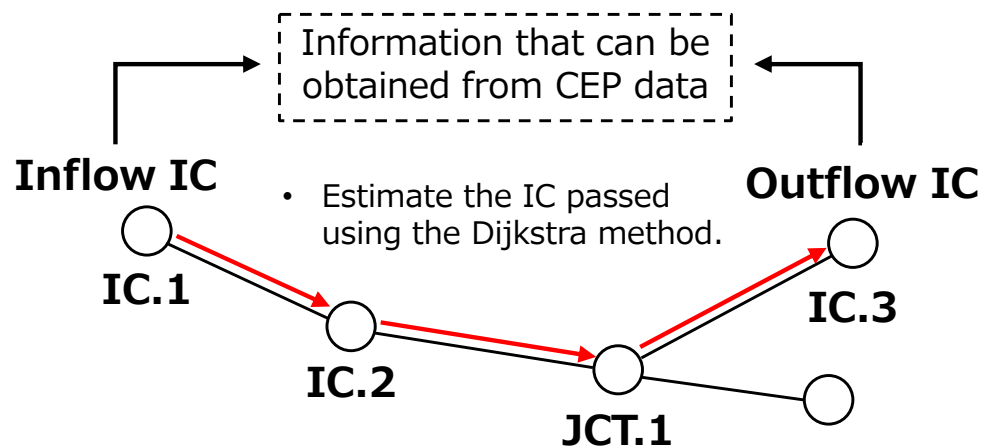 Information that can be
obtained from CEP data
Inflow IC
Outflow IC
• Estimate the IC passed
using the Dijkstra method.
IC.1
IC.3
IC.2
JCT.1